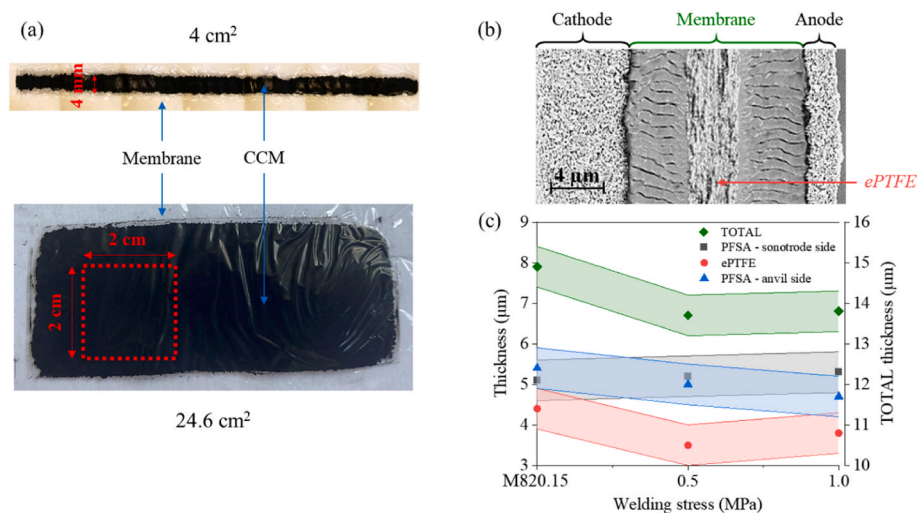 (a)
4 cm²
4 mm
Membrane
CCM
2 cm
2 cm
24.6 cm²
(b)
Cathode
Membrane
Anode
4 µm
ePTFE
(c)
9
8
7
6
5
4
3
Thickness (µm)
TOTAL
PFSA - sonotrode side
ePTFE
PFSA - anvil side
16
15
14
13
12
11
10
TOTAL thickness (µm)
M820.15
0.5
1.0
Welding stress (MPa)